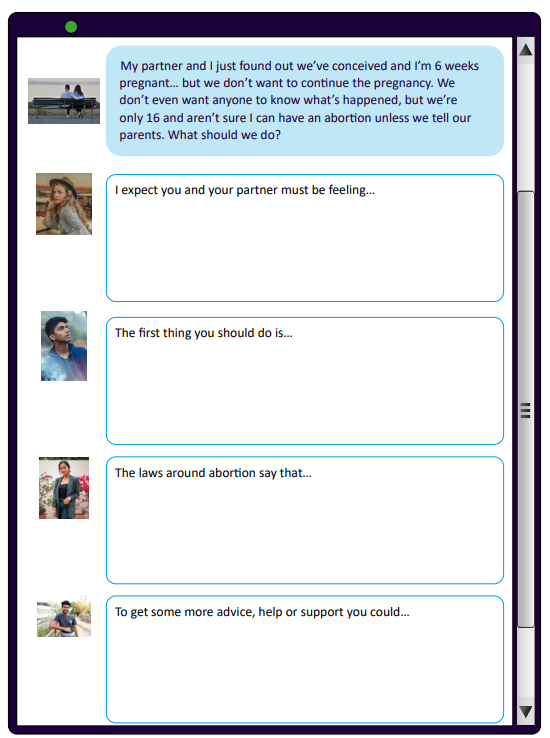 My partner and I just found out we’ve conceived and I’m 6 weeks
pregnant… but we don’t want to continue the pregnancy. We
don’t even want anyone to know what’s happened, but we’re
only 16 and aren’t sure I can have an abortion unless we tell our
parents. What should we do?
I expect you and your partner must be feeling…
The first thing you should do is…
The laws around abortion say that…
To get some more advice, help or support you could…